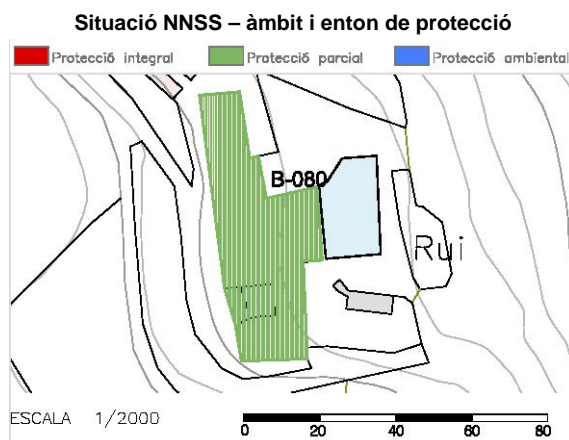 Situació NNSS – àmbit i enton de protecció
Protecció integral Protecció parcial Protecció ambiental
B-080
Rui
ESCALA 1/2000
0 20 40 60 80